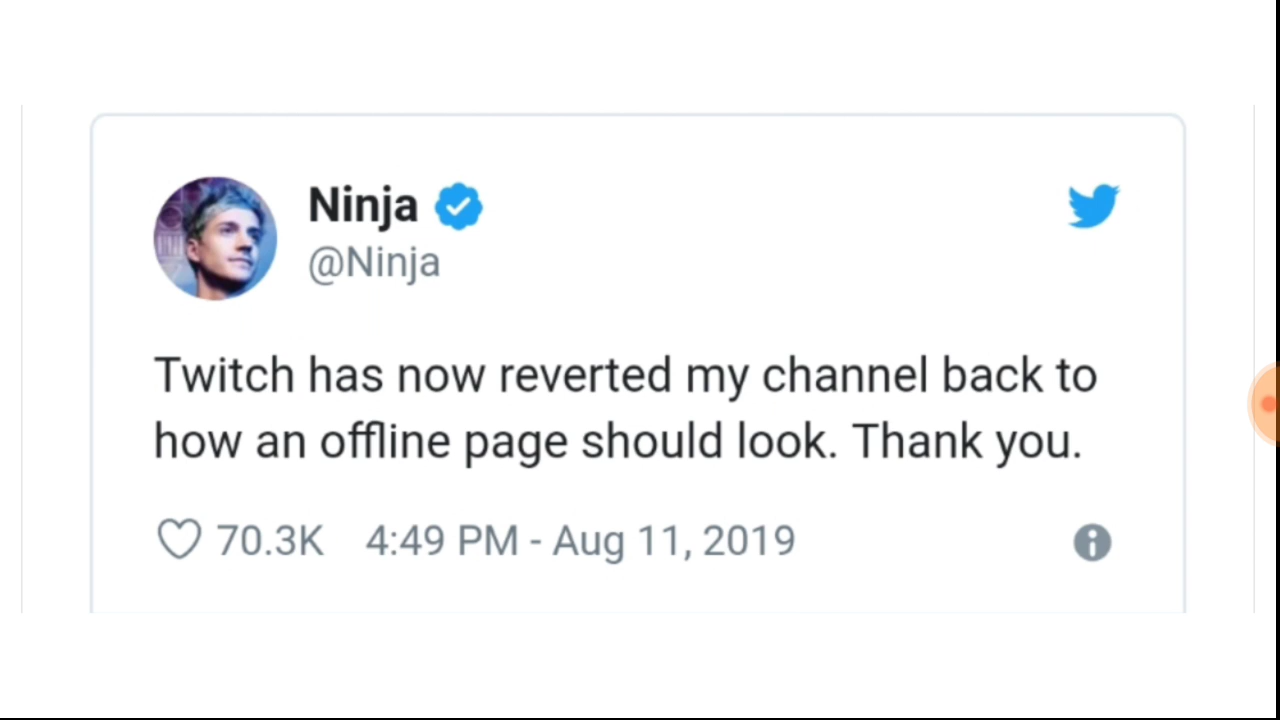 Ninja
@Ninja
Twitch has now reverted my channel back to
how an offline page should look. Thank you.
70.3K 4:49 PM - Aug 11, 2019